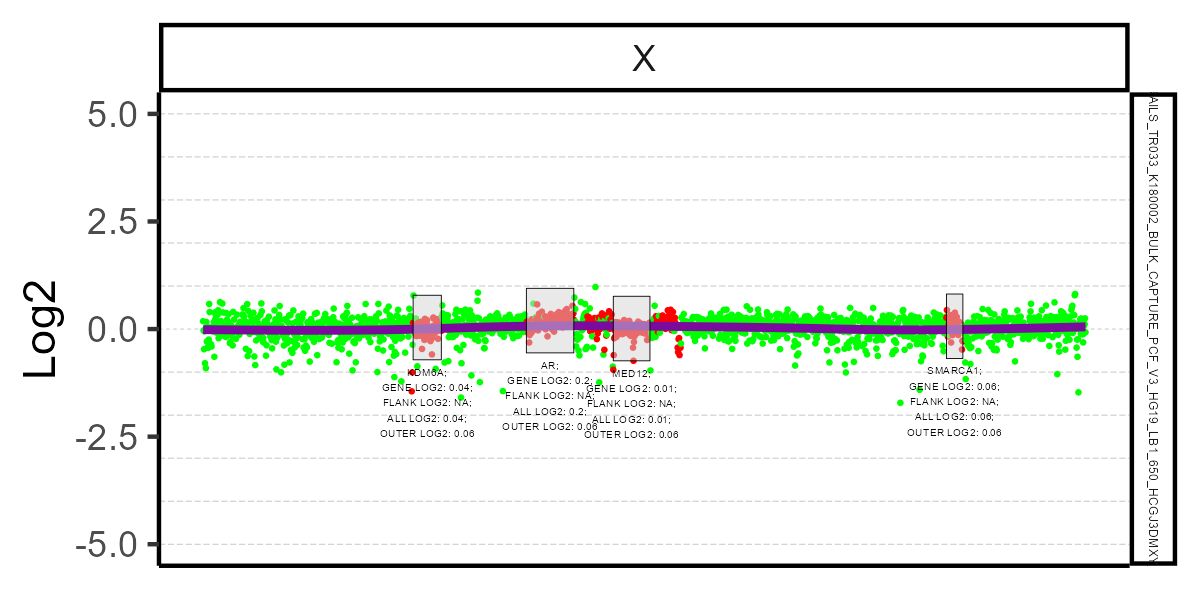 X
5.0
2.5
0.0
-2.5
-5.0
Log2
KDM6A;
GENE LOG2: 0.04;
FLANK LOG2: NA;
ALL LOG2: 0.04;
OUTER LOG2: 0.06
AR;
GENE LOG2: 0.2;
FLANK LOG2: NA;
ALL LOG2: 0.2;
OUTER LOG2: 0.06
MED12;
GENE LOG2: 0.01;
FLANK LOG2: NA;
ALL LOG2: 0.01;
OUTER LOG2: 0.06
SMARCA1;
GENE LOG2: 0.06;
FLANK LOG2: NA;
ALL LOG2: 0.06;
OUTER LOG2: 0.06
AILS_TR033_K180002_BULK_CAPTURE_PCF_V3_HG19_LB1_650_HCGJ3DMXY